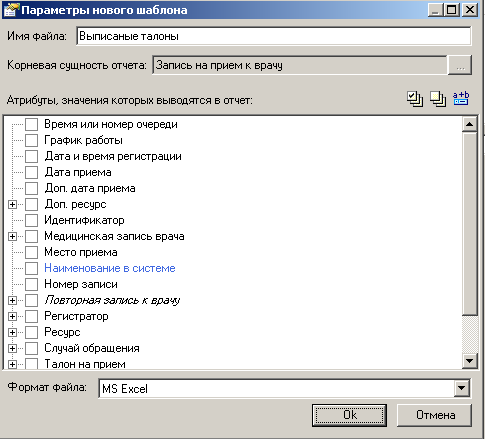 Параметры нового шаблона
Имя файла: Выписаные талоны
Корневая сущность отчета: Запись на прием к врачу ...
Атрибуты, значения которых выводятся в отчет: a+b
Время или номер очереди
График работы
Дата и время регистрации
Дата приема
Доп. дата приема
Доп. ресурс
Идентификатор
Медицинская запись врача
Место приема
Наименование в системе
Номер записи
Повторная запись к врачу
Регистратор
Ресурс
Случай обращения
Талон на прием
Формат файла: MS Excel
Ok Отмена